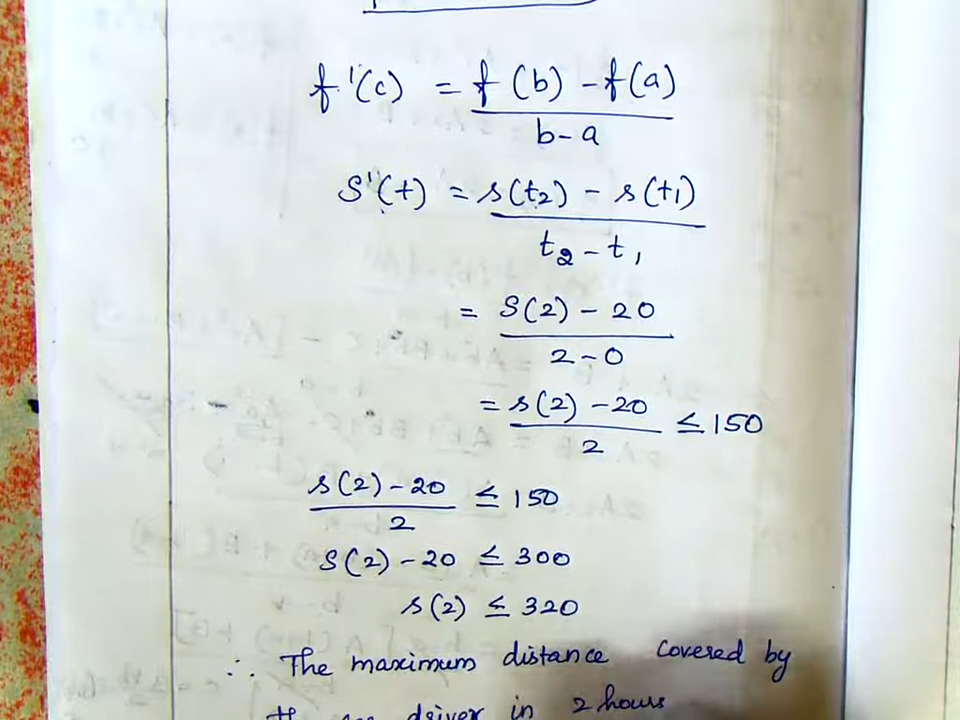 f'(c) = f(b) - f(a)
b-a
S'(t) = s(t2) - s(t1)
t2 - t1
= S(2) - 20
2-0
= s(2) - 20 ≤ 150
2
s(2) - 20 ≤ 150
2
S(2) - 20 ≤ 300
s(2) ≤ 320
∴ The maximum distance covered by
driver in 2 hours